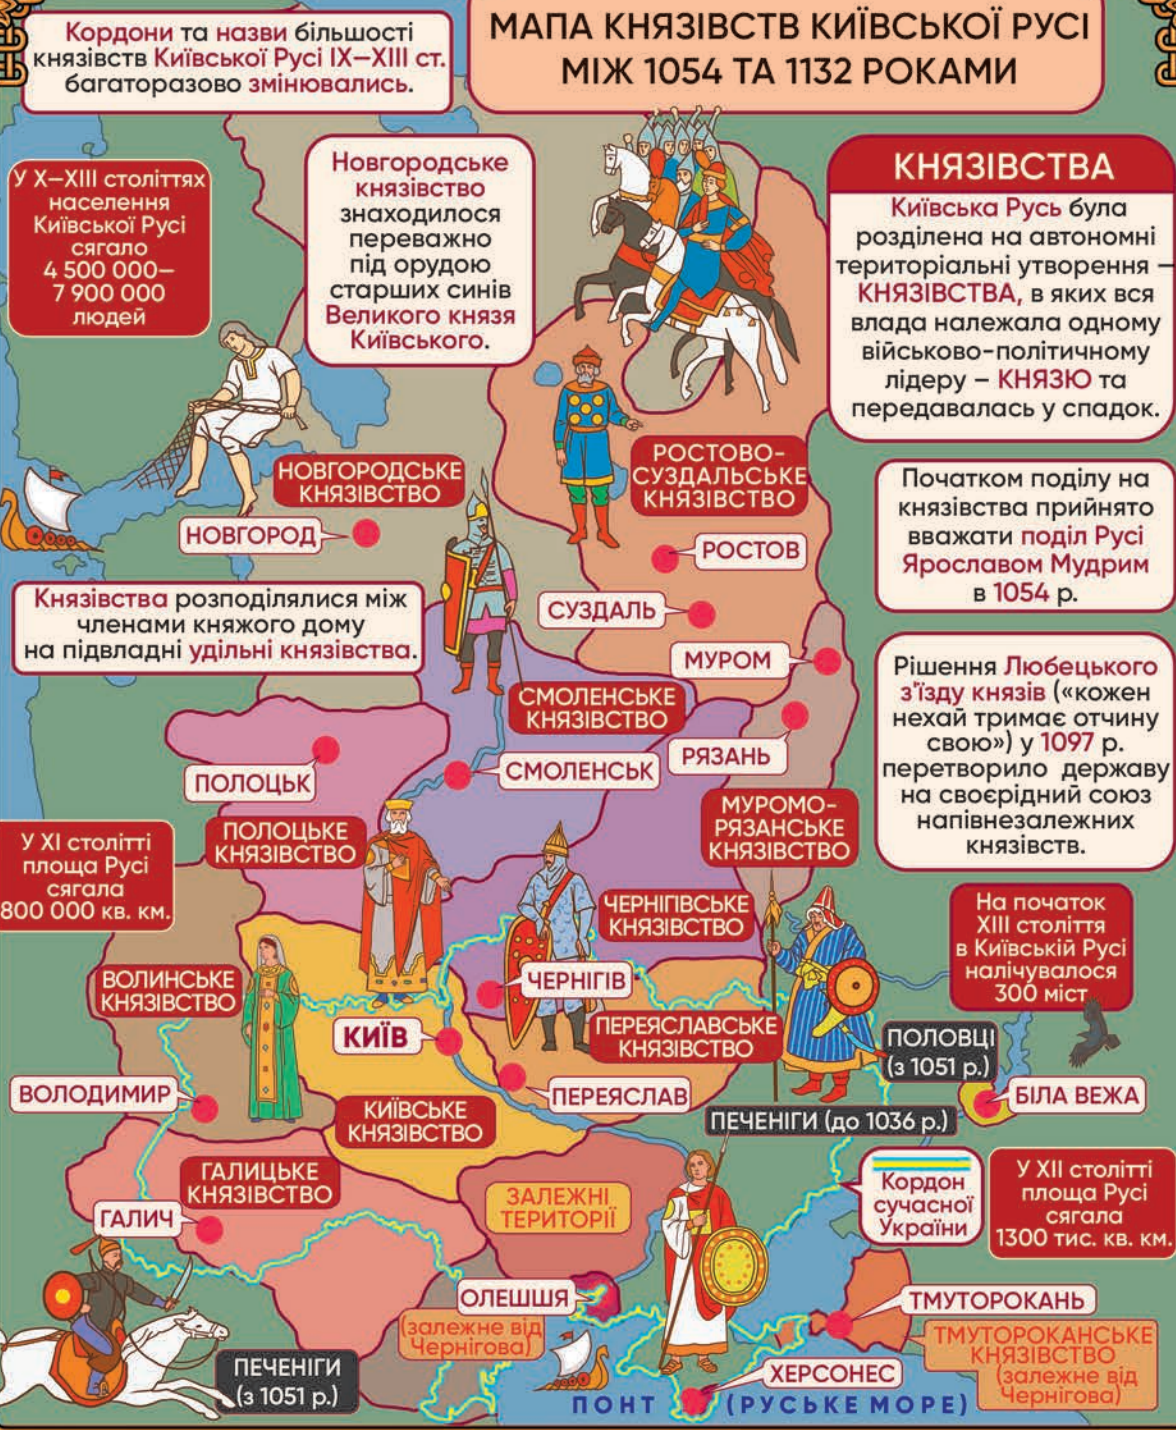 МАПА КНЯЗІВСТВ КИЇВСЬКОЇ РУСІ
МІЖ 1054 ТА 1132 РОКАМИ
Кордони та назви більшості
князівств Київської Русі IX–XIII ст.
багаторазово змінювались.
У X–XIII століттях
населення
Київської Русі
сягало
4 500 000–
7 900 000
людей
Новгородське
князівство
знаходилося
переважно
під орудою
старших синів
Великого князя
Київського.
КНЯЗІВСТВА
Київська Русь була
розділена на автономні
територіальні утворення –
КНЯЗІВСТВА, в яких вся
влада належала одному
військово-політичному
лідеру – КНЯЗЮ та
передавалась у спадок.
НОВГОРОДСЬКЕ
КНЯЗІВСТВО
НОВГОРОД
РОСТОВО-
СУЗДАЛЬСЬКЕ
КНЯЗІВСТВО
РОСТОВ
СУЗДАЛЬ
МУРОМ
Початком поділу на
князівства прийнято
вважати поділ Русі
Ярославом Мудрим
в 1054 р.
Князівства розподілялися між
членами княжого дому
на підвладні удільні князівства.
Рішення Любецького
з'їзду князів («кожен
нехай тримає отчину
свою») у 1097 р.
перетворило державу
на своєрідний союз
напівнезалежних
князівств.
СМОЛЕНСЬКЕ
КНЯЗІВСТВО
РЯЗАНЬ
СМОЛЕНСЬК
ПОЛОЦЬК
ПОЛОЦЬКЕ
КНЯЗІВСТВО
МУРОМО-
РЯЗАНСЬКЕ
КНЯЗІВСТВО
У XI столітті
площа Русі
сягала
800 000 кв. км.
ЧЕРНІГІВСЬКЕ
КНЯЗІВСТВО
На початок
XIII століття
в Київській Русі
налічувалося
300 міст
ВОЛИНСЬКЕ
КНЯЗІВСТВО
ЧЕРНІГІВ
КИЇВ
ПЕРЕЯСЛАВСЬКЕ
КНЯЗІВСТВО
ПОЛОВЦІ
(з 1051 р.)
ВОЛОДИМИР
ПЕРЕЯСЛАВ
БІЛА ВЕЖА
КИЇВСЬКЕ
КНЯЗІВСТВО
ПЕЧЕНІГИ (до 1036 р.)
ГАЛИЦЬКЕ
КНЯЗІВСТВО
ГАЛИЧ
ЗАЛЕЖНІ
ТЕРИТОРІЇ
Кордон
сучасної
України
У XII столітті
площа Русі
сягала
1300 тис. кв. км.
ОЛЕШШЯ
(залежне від
Чернігова)
ТМУТОРОКАНЬ
ТМУТОРОКАНСЬКЕ
КНЯЗІВСТВО
(залежне від
Чернігова)
ПЕЧЕНІГИ
(з 1051 р.)
ХЕРСОНЕС
ПОНТ (РУСЬКЕ МОРЕ)